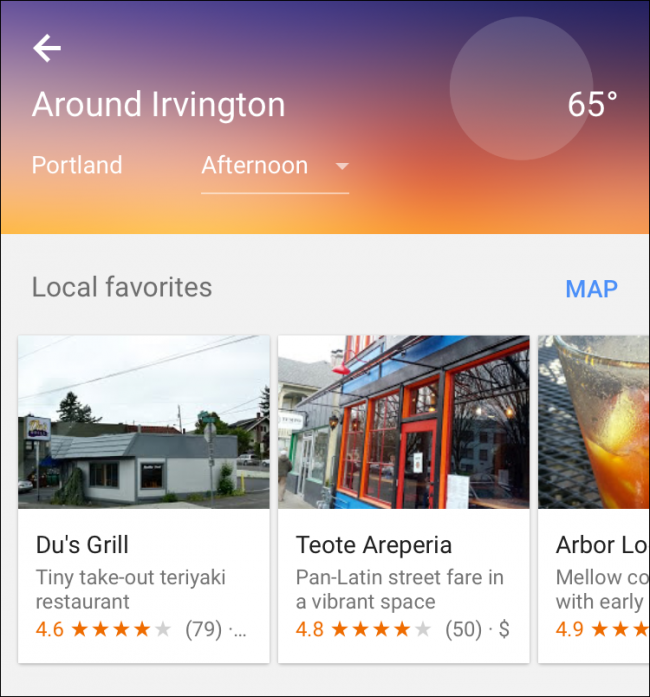 Around Irvington
65°
Portland
Afternoon
Local favorites
MAP
Du's Grill
Tiny take-out teriyaki
restaurant
4.6 ★★★★★ (79) ·...
Teote Areperia
Pan-Latin street fare in
a vibrant space
4.8 ★★★★★ (50) · $
Arbor Lo
Mellow co
with early
4.9 ★★★